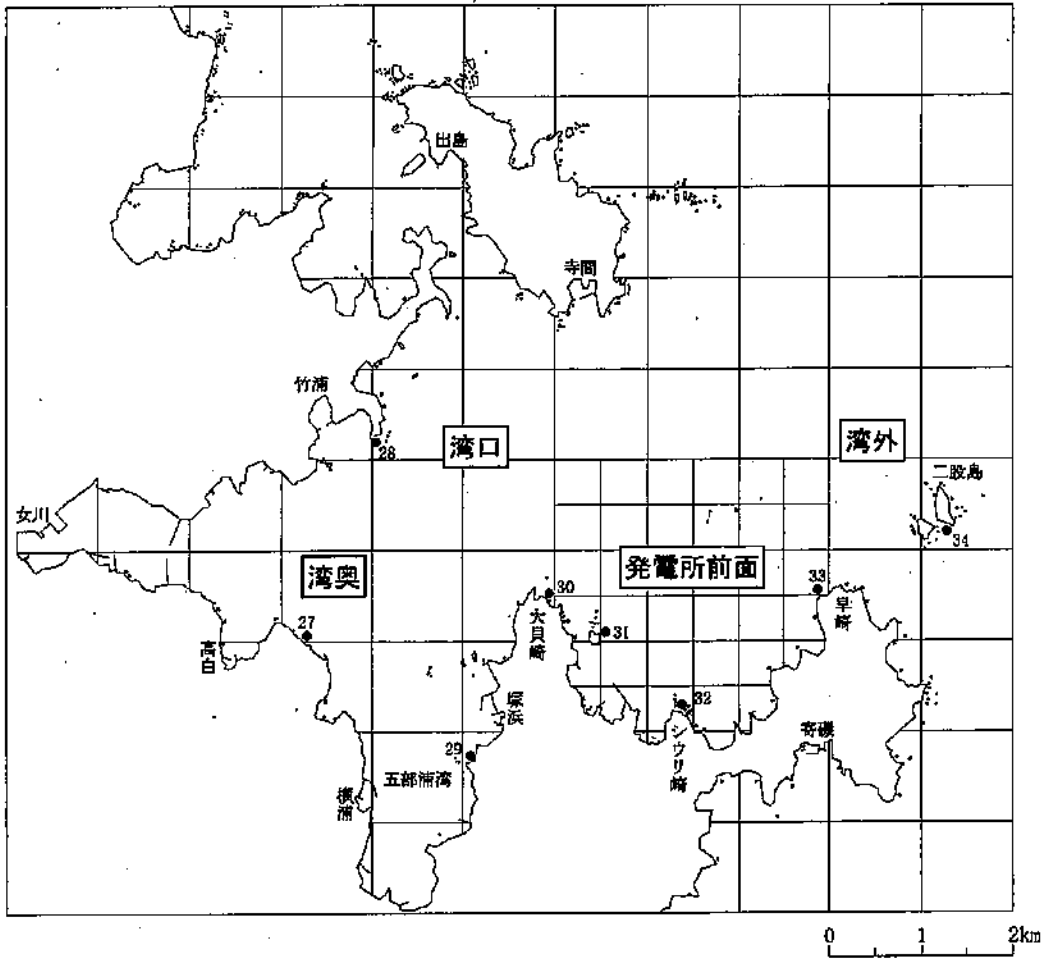 出島
寺間
竹浦
28
湾口
湾外
二股島
34
女川
湾奥
発電所前面
27
高白
30
大貝崎
31
33
早崎
32
シウリ崎
塚浜
29
五部浦湾
横浦
寄磯
0 1 2km